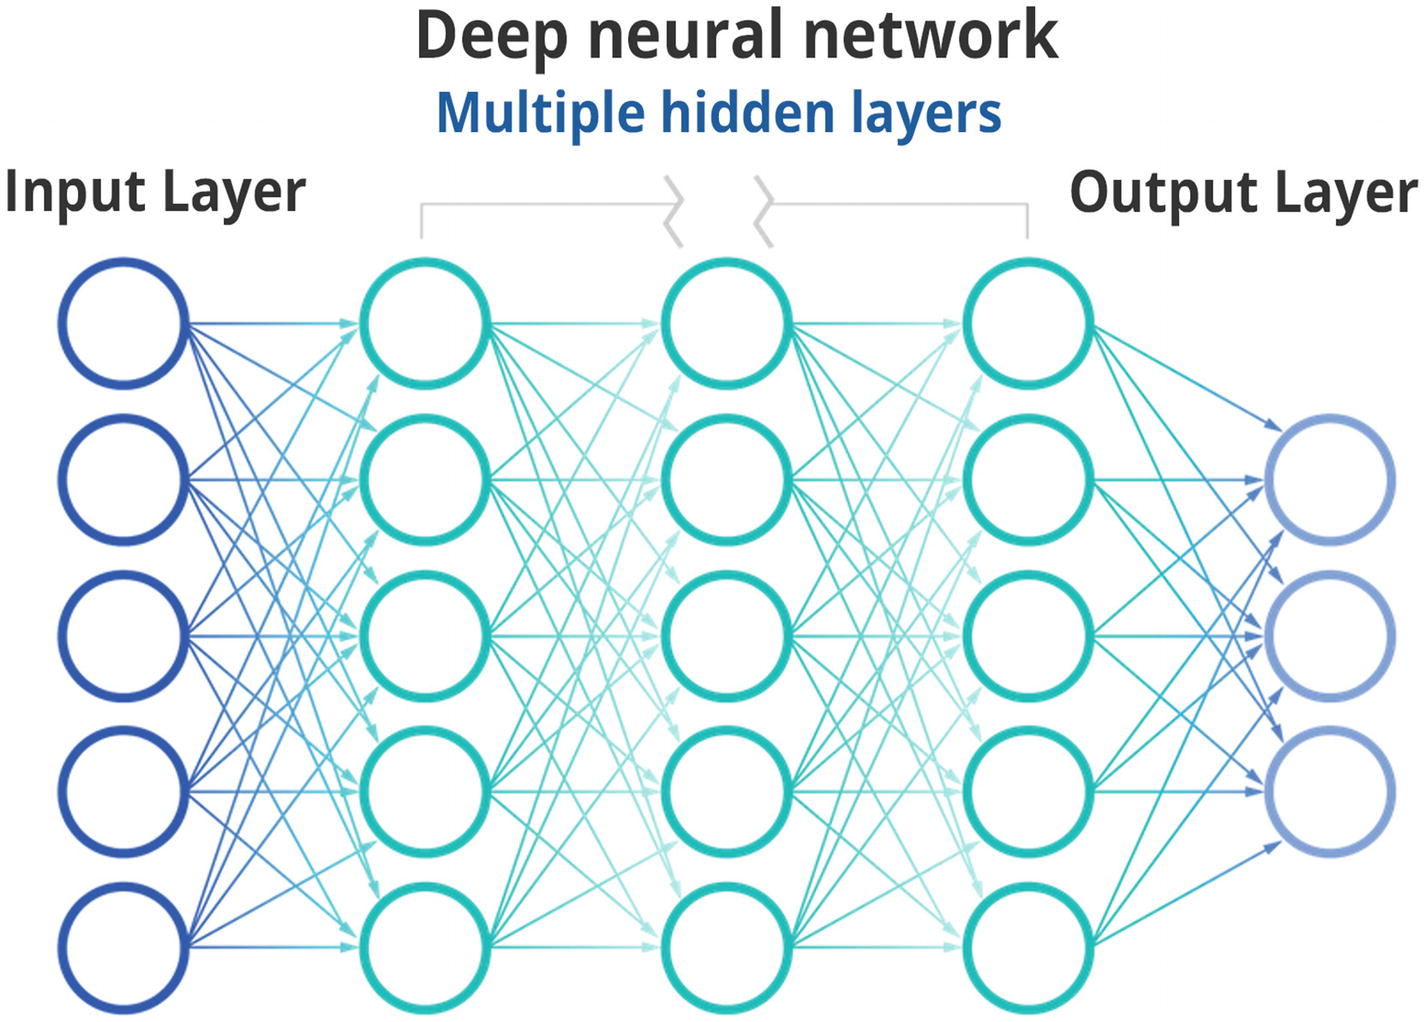 Deep neural network
Multiple hidden layers
Input Layer
Output Layer